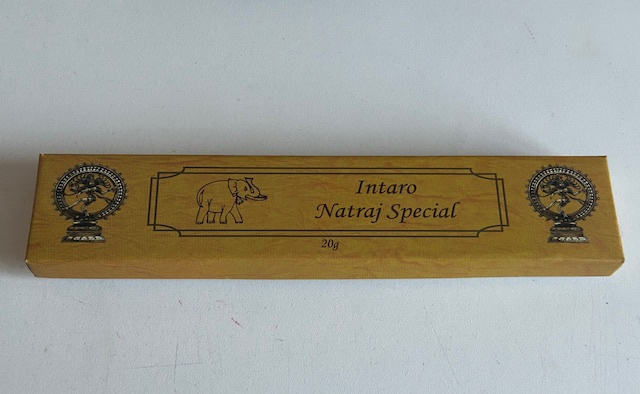 Intaro
Natraj Special
20g